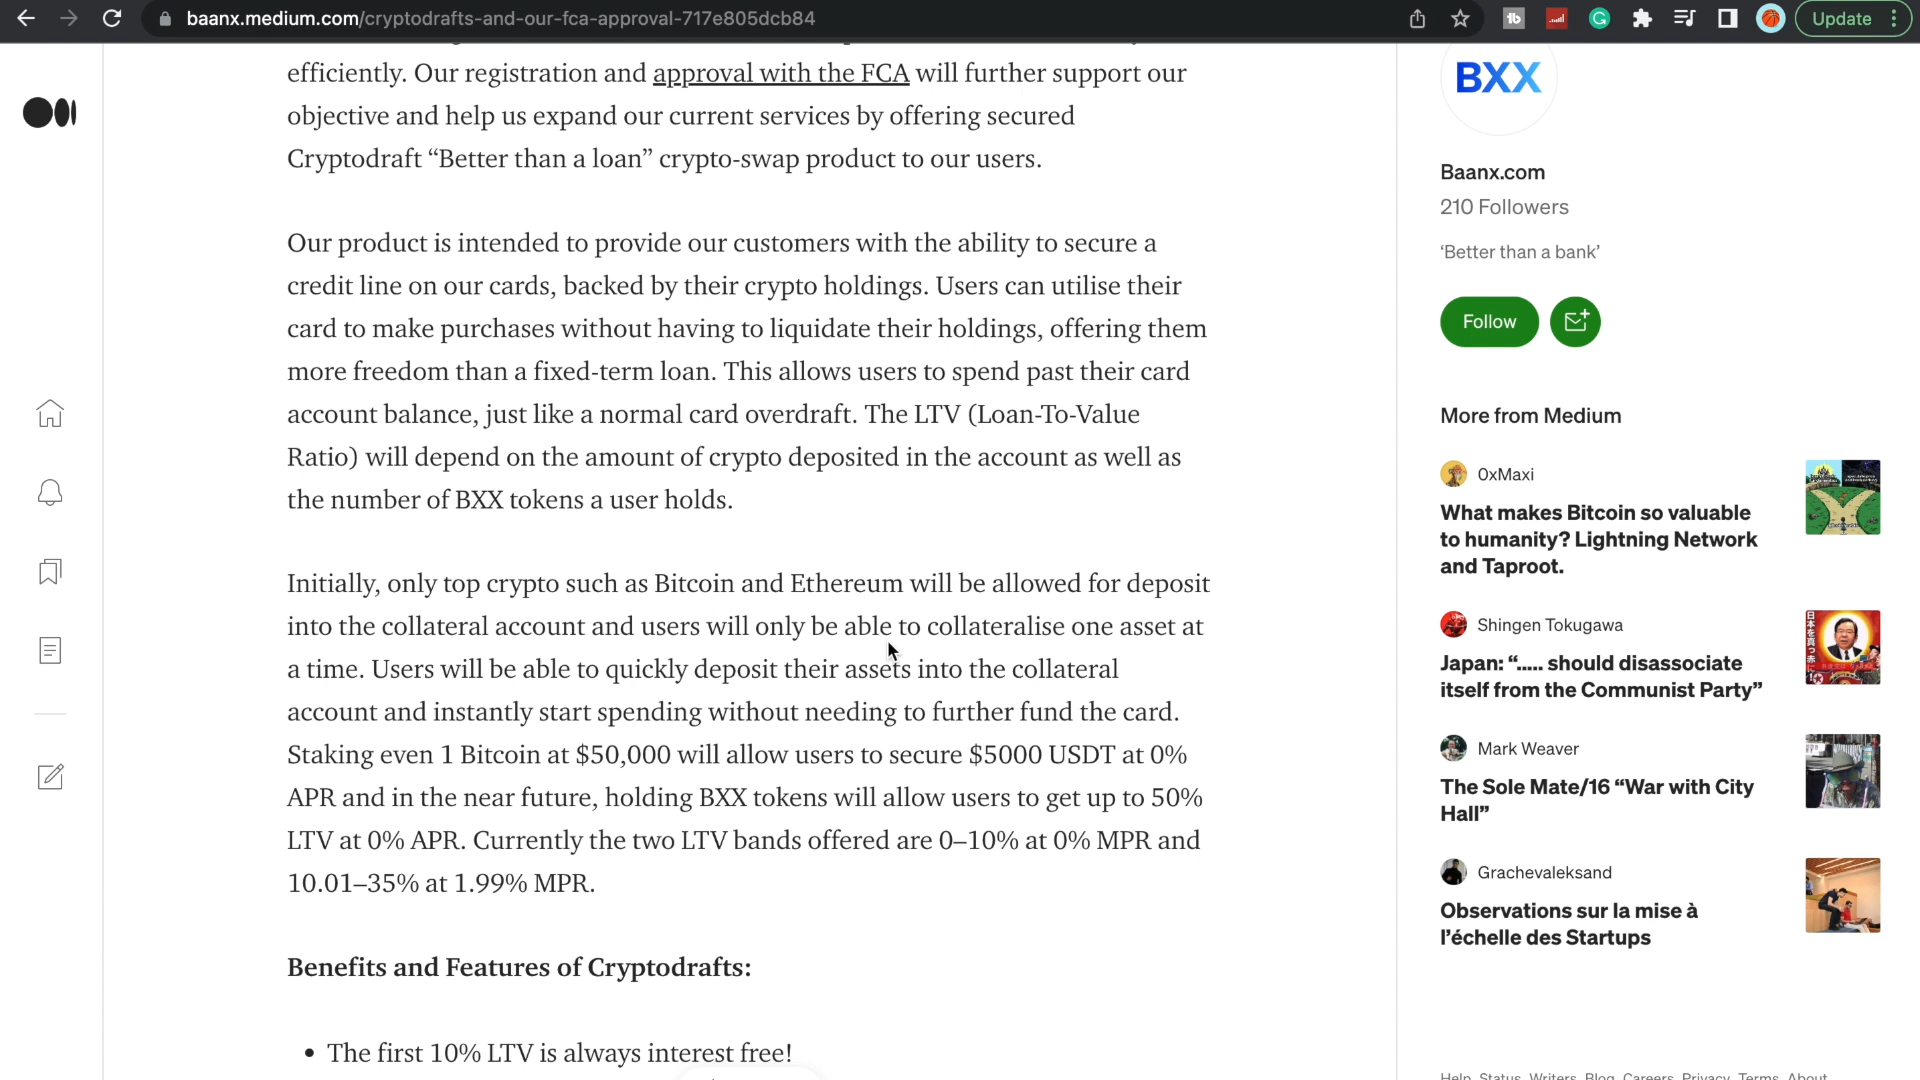 baanx.medium.com/cryptodrafts-and-our-fca-approval-717e805dcb84
Update
efficiently. Our registration and approval with the FCA will further support our
objective and help us expand our current services by offering secured
Cryptodraft “Better than a loan” crypto-swap product to our users.
Our product is intended to provide our customers with the ability to secure a
credit line on our cards, backed by their crypto holdings. Users can utilise their
card to make purchases without having to liquidate their holdings, offering them
more freedom than a fixed-term loan. This allows users to spend past their card
account balance, just like a normal card overdraft. The LTV (Loan-To-Value
Ratio) will depend on the amount of crypto deposited in the account as well as
the number of BXX tokens a user holds.
Initially, only top crypto such as Bitcoin and Ethereum will be allowed for deposit
into the collateral account and users will only be able to collateralise one asset at
a time. Users will be able to quickly deposit their assets into the collateral
account and instantly start spending without needing to further fund the card.
Staking even 1 Bitcoin at $50,000 will allow users to secure $5000 USDT at 0%
APR and in the near future, holding BXX tokens will allow users to get up to 50%
LTV at 0% APR. Currently the two LTV bands offered are 0–10% at 0% MPR and
10.01–35% at 1.99% MPR.
Benefits and Features of Cryptodrafts:
• The first 10% LTV is always interest free!
BXX
Baanx.com
210 Followers
‘Better than a bank’
Follow
More from Medium
0xMaxi
What makes Bitcoin so valuable
to humanity? Lightning Network
and Taproot.
Shingen Tokugawa
Japan: “..... should disassociate
itself from the Communist Party”
Mark Weaver
The Sole Mate/16 “War with City
Hall”
Grachevaleksand
Observations sur la mise à
l’échelle des Startups
Help Status Writers Blog Careers Privacy Terms About